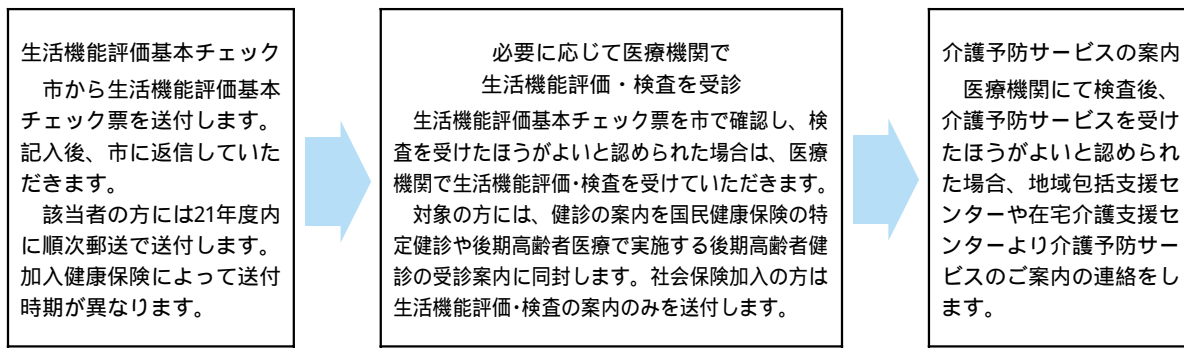 生活機能評価基本チェック
市から生活機能評価基本
チェック票を送付します。
記入後、市に返信していた
だきます。
該当者の方には21年度内
に順次郵送で送付します。
加入健康保険によって送付
時期が異なります。
必要に応じて医療機関で
生活機能評価・検査を受診
生活機能評価基本チェック票を市で確認し、検
査を受けたほうがよいと認められた場合は、医療
機関で生活機能評価・検査を受けていただきます。
対象の方には、健診の案内を国民健康保険の特
定健診や後期高齢者医療で実施する後期高齢者健
診の受診案内に同封します。社会保険加入の方は
生活機能評価・検査の案内のみを送付します。
介護予防サービスの案内
医療機関にて検査後、
介護予防サービスを受け
たほうがよいと認められ
た場合、地域包括支援セ
ンターや在宅介護支援セ
ンターより介護予防サー
ビスのご案内の連絡をし
ます。